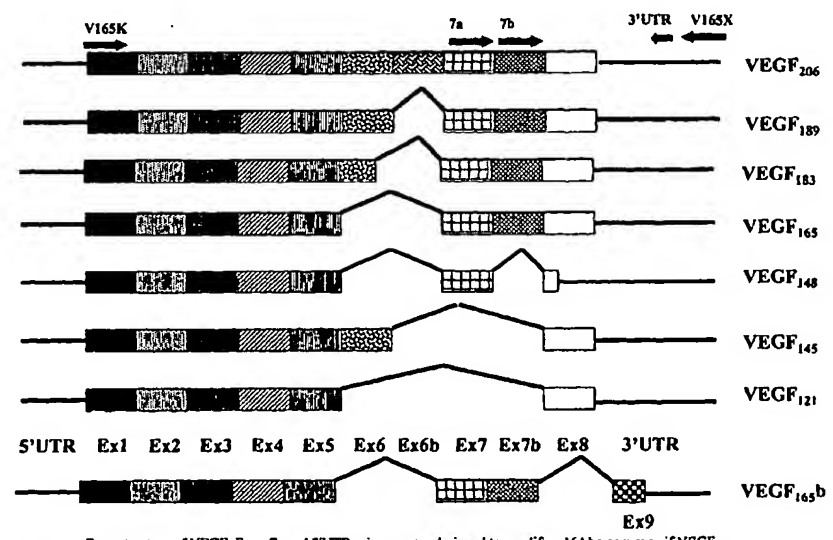 V165K 7a 7b 3'UTR V165X
VEGF206
VEGF189
VEGF183
VEGF165
VEGF148
VEGF145
VEGF121
5'UTR Ex1 Ex2 Ex3 Ex4 Ex5 Ex6 Ex6b Ex7 Ex7b Ex8 3'UTR
VEGF165b
Ex9